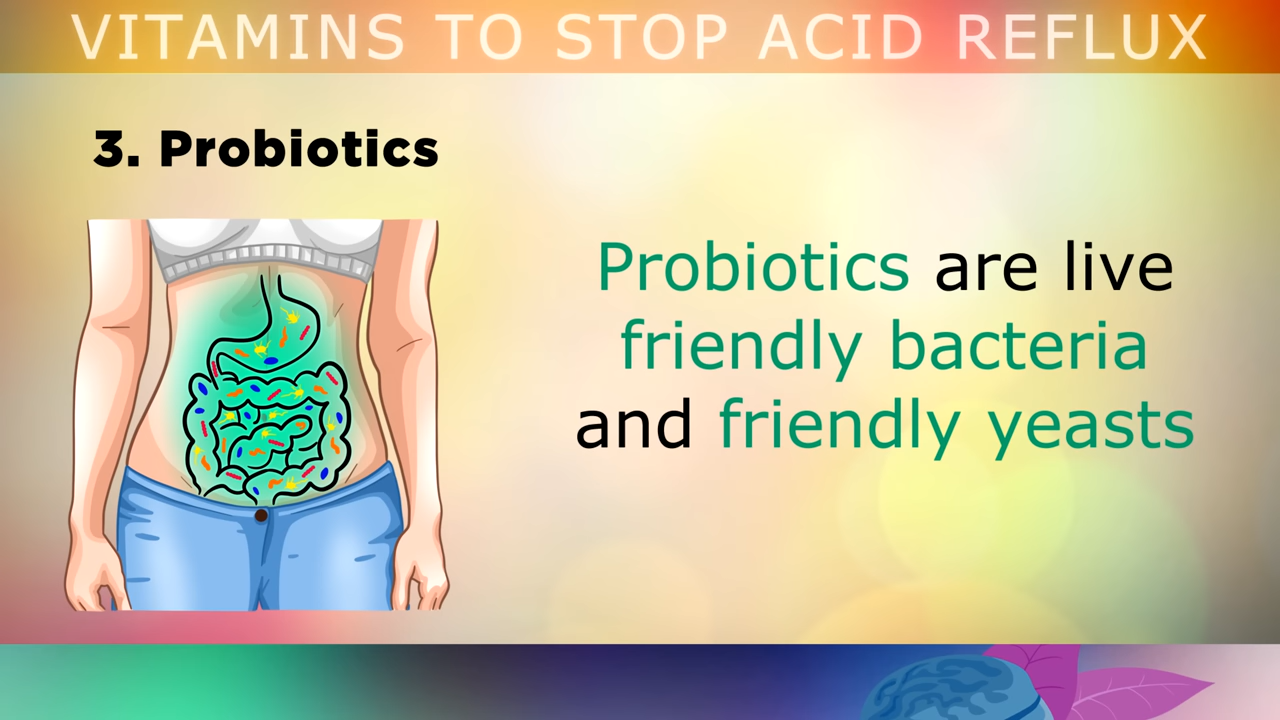 VITAMINS TO STOP ACID REFLUX
3. Probiotics
Probiotics are live
friendly bacteria
and friendly yeasts